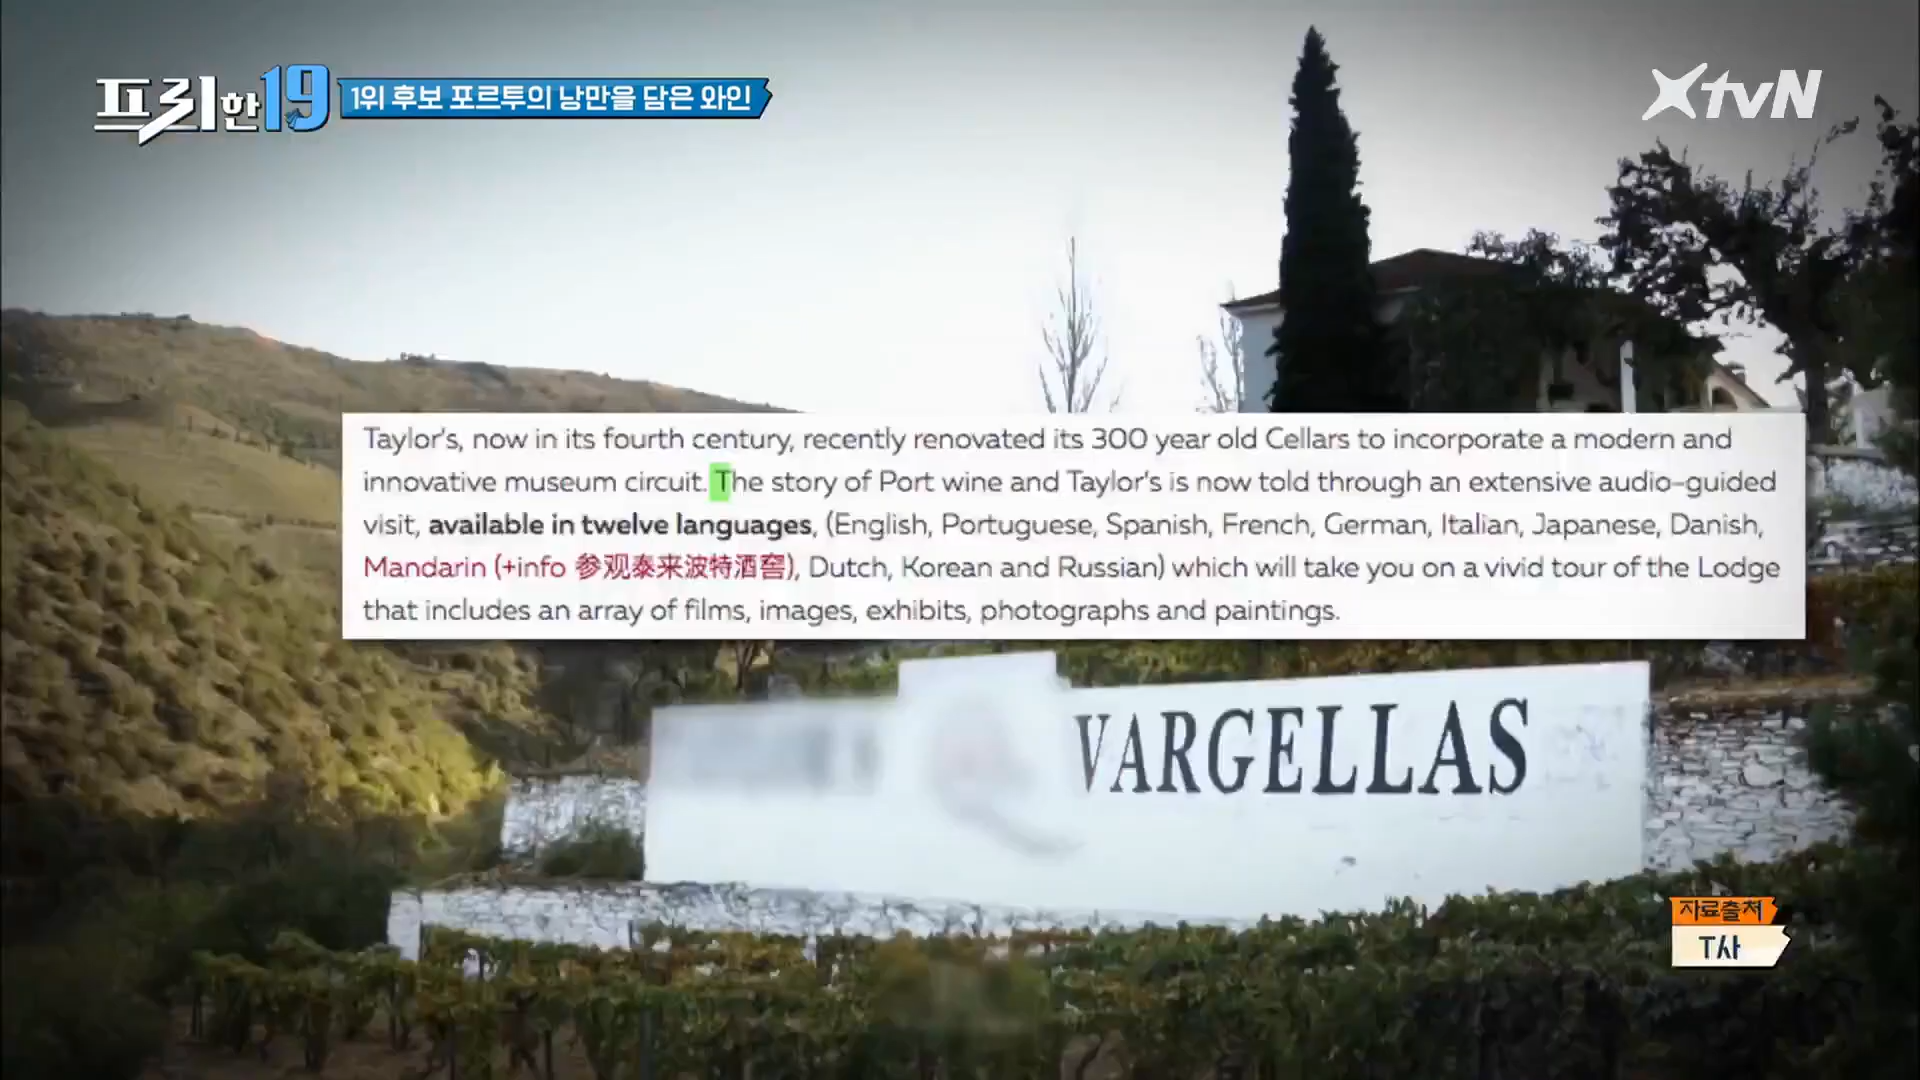 프리한19
1위 후보 포르투의 낭만을 담은 와인
XtvN
Taylor's, now in its fourth century, recently renovated its 300 year old Cellars to incorporate a modern and
innovative museum circuit. The story of Port wine and Taylor's is now told through an extensive audio-guided
visit, available in twelve languages, (English, Portuguese, Spanish, French, German, Italian, Japanese, Danish,
Mandarin (+info 参观泰来波特酒窖), Dutch, Korean and Russian) which will take you on a vivid tour of the Lodge
that includes an array of films, images, exhibits, photographs and paintings.
VARGELLAS
자료출처
T사